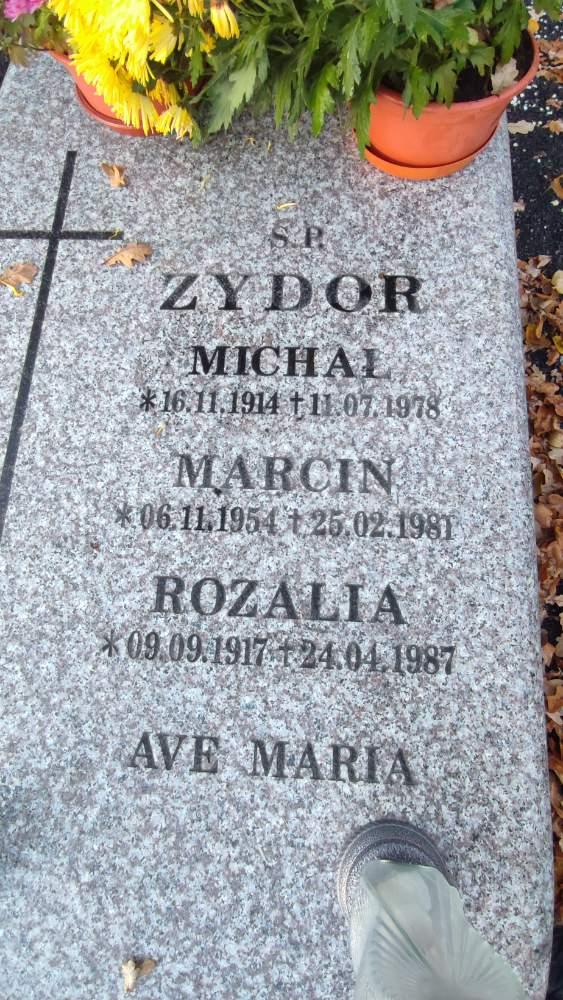 S.P.
ZYDOR
MICHAŁ
*16.11.1914 †11.07.1978
MARCIN
*06.11.1954 †25.02.1981
ROZALIA
*09.09.1917 †24.04.1987
AVE MARIA